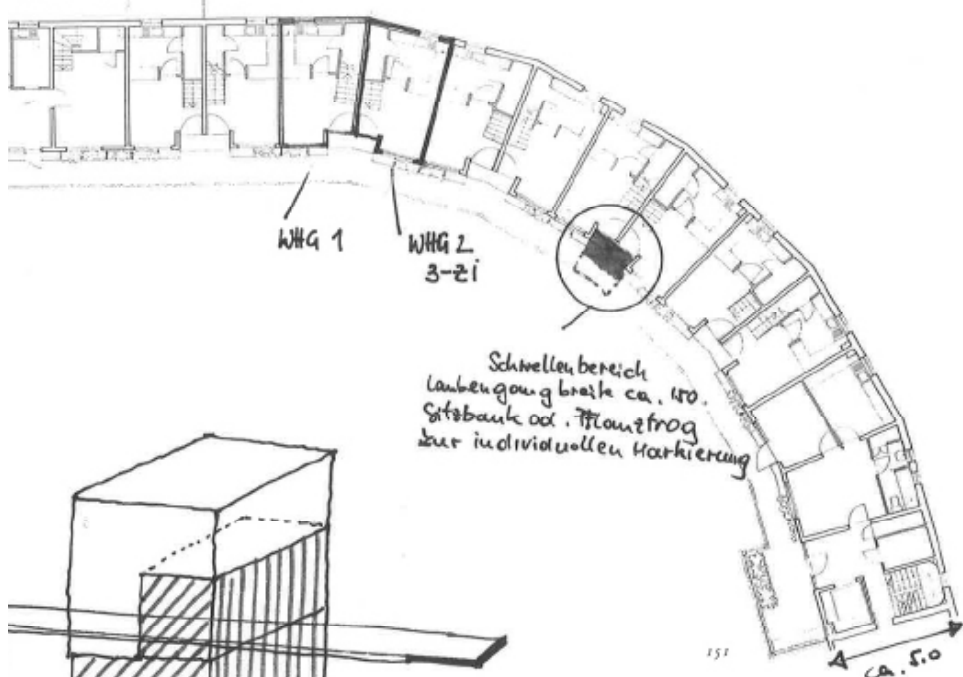 WHG 1
WHG 2
3-Zi
Schwellenbereich
Laubengangbreite ca. 1.50.
Sitzbank od. Pflanztrog
zur individuellen Markierung
151
ca. 5.0